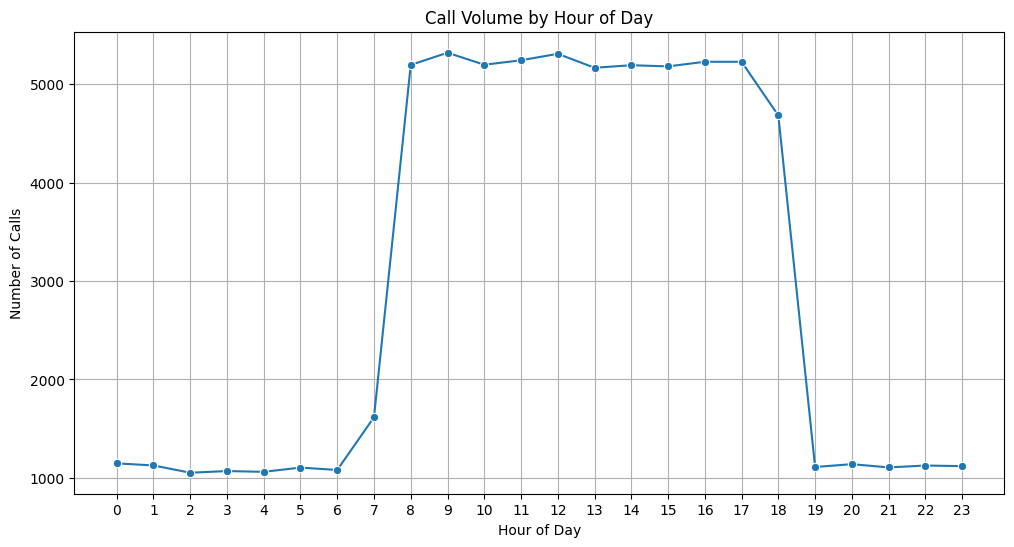 Call Volume by Hour of Day
Number of Calls
5000
4000
3000
2000
1000
0 1 2 3 4 5 6 7 8 9 10 11 12 13 14 15 16 17 18 19 20 21 22 23
Hour of Day